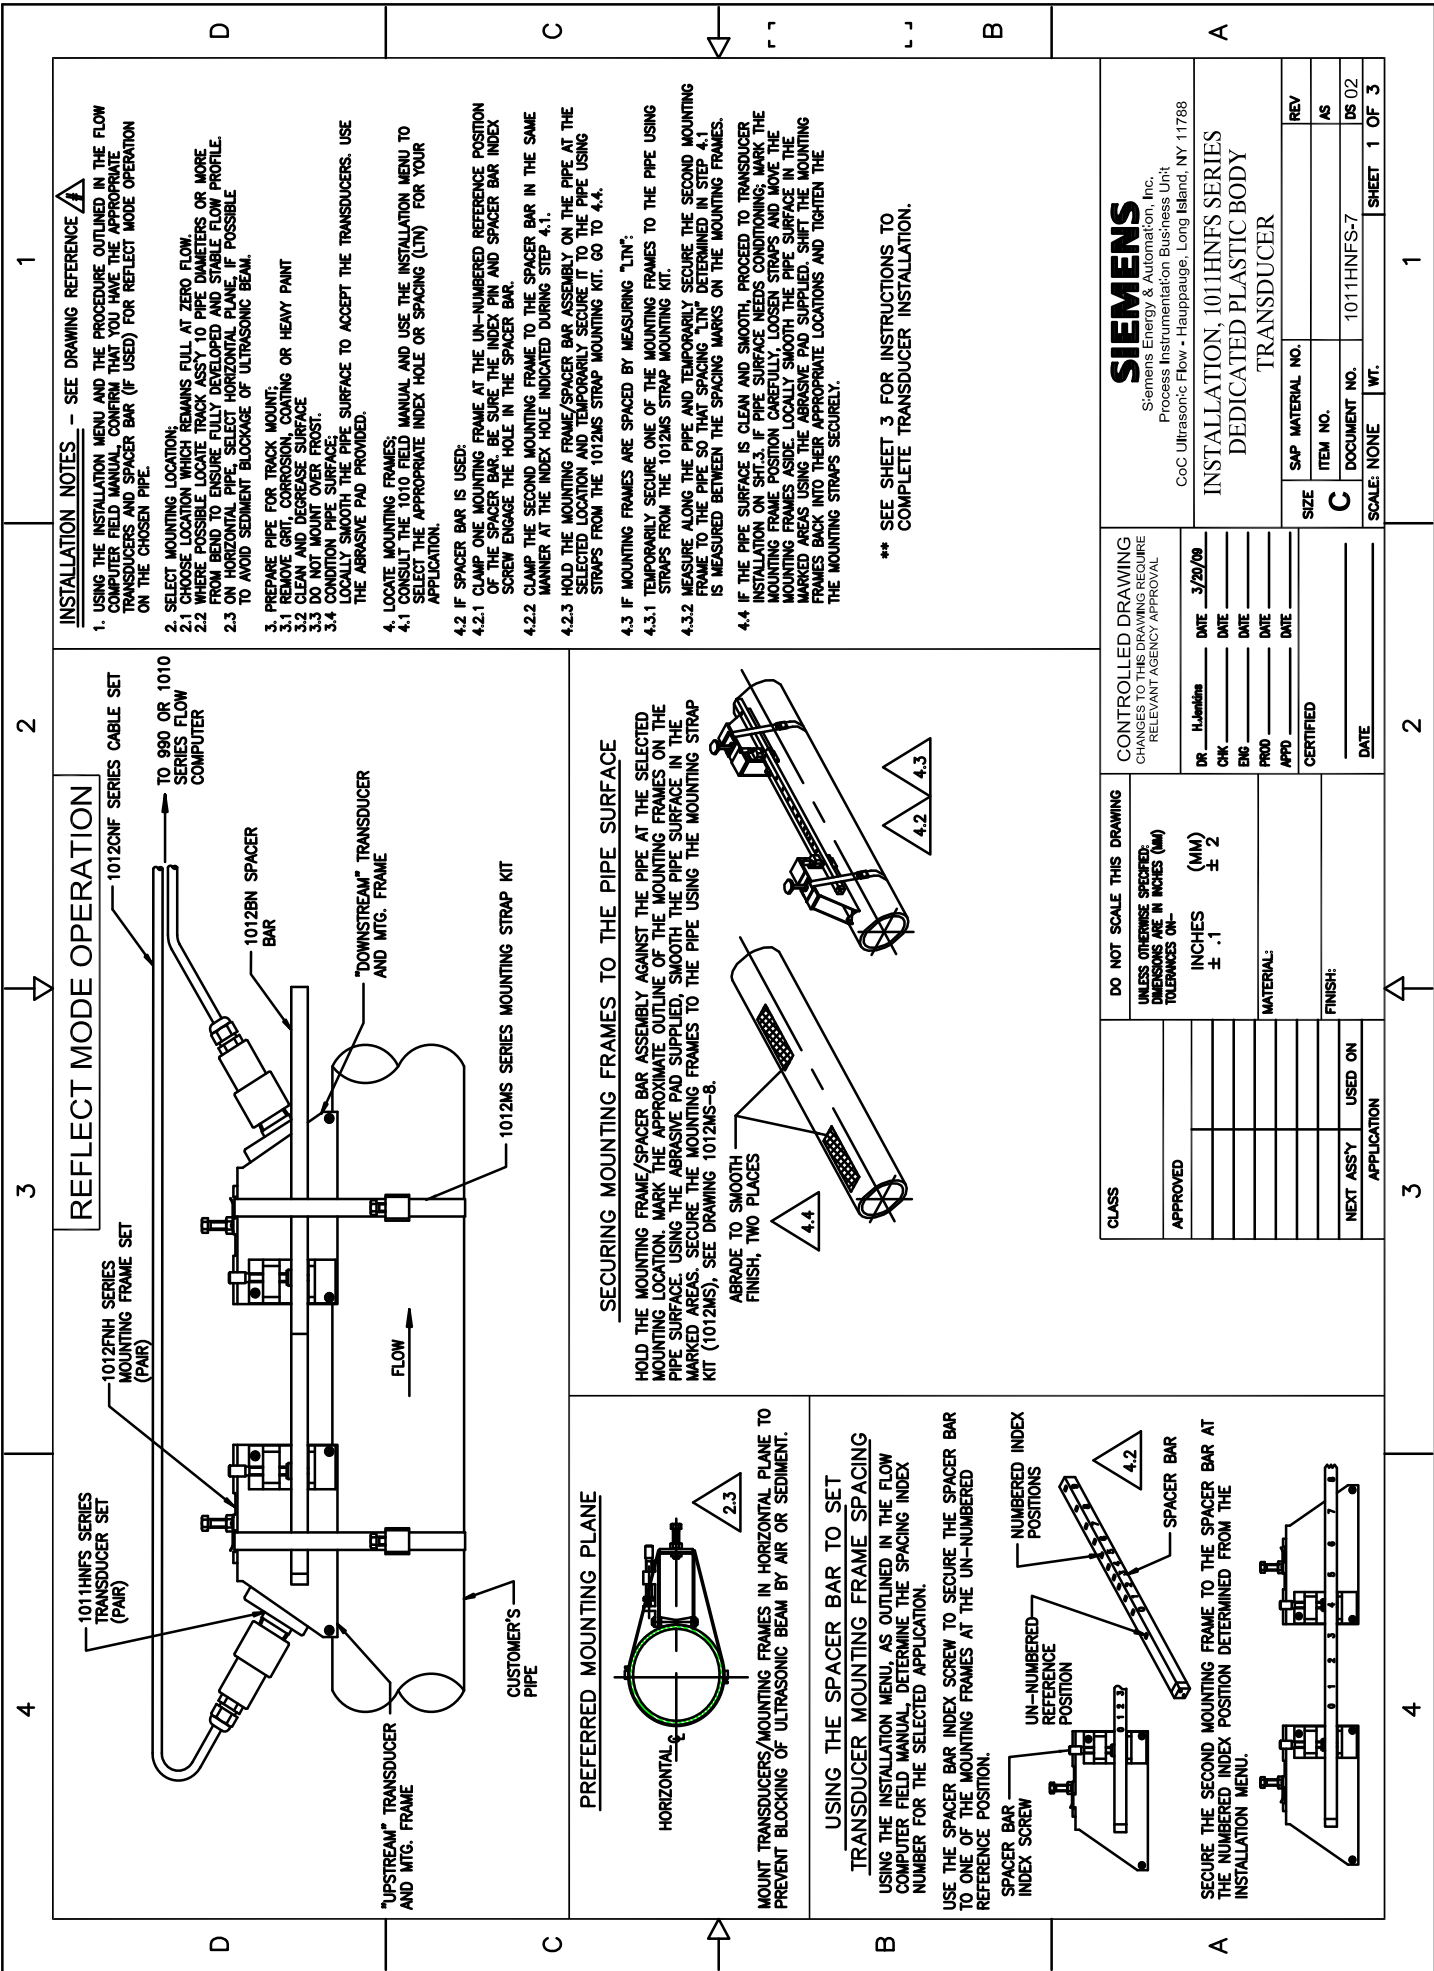 4
3
2
1
D
C
B
A
REFLECT MODE OPERATION
1011HNFS SERIES
TRANSDUCER SET
(PAIR)
1012FNH SERIES
MOUNTING FRAME SET
(PAIR)
1012CNF SERIES CABLE SET
TO 990 OR 1010
SERIES FLOW
COMPUTER
1012BN SPACER
BAR
"DOWNSTREAM" TRANSDUCER
AND MTG. FRAME
1012MS SERIES MOUNTING STRAP KIT
FLOW
"UPSTREAM" TRANSDUCER
AND MTG. FRAME
CUSTOMER'S
PIPE
PREFERRED MOUNTING PLANE
HORIZONTAL
2.3
MOUNT TRANSDUCERS/MOUNTING FRAMES IN HORIZONTAL PLANE TO
PREVENT BLOCKING OF ULTRASONIC BEAM BY AIR OR SEDIMENT.
USING THE SPACER BAR TO SET
TRANSDUCER MOUNTING FRAME SPACING
USING THE INSTALLATION MENU, AS OUTLINED IN THE FLOW
COMPUTER FIELD MANUAL, DETERMINE THE SPACING INDEX
NUMBER FOR THE SELECTED APPLICATION.
USE THE SPACER BAR INDEX SCREW TO SECURE THE SPACER BAR
TO ONE OF THE MOUNTING FRAMES AT THE UN-NUMBERED
REFERENCE POSITION.
SPACER BAR
INDEX SCREW
UN-NUMBERED
REFERENCE
POSITION
NUMBERED INDEX
POSITIONS
4.2
SPACER BAR
0 1 2 3
0 1 2 3 4 5 6 7 8
SECURE THE SECOND MOUNTING FRAME TO THE SPACER BAR AT
THE NUMBERED INDEX POSITION DETERMINED FROM THE
INSTALLATION MENU.
0 1 2 3 4 5 6 7 8
SECURING MOUNTING FRAMES TO THE PIPE SURFACE
HOLD THE MOUNTING FRAME/SPACER BAR ASSEMBLY AGAINST THE PIPE AT THE SELECTED
MOUNTING LOCATION. MARK THE APPROXIMATE OUTLINE OF THE MOUNTING FRAMES ON THE
PIPE SURFACE. USING THE ABRASIVE PAD SUPPLIED, SMOOTH THE PIPE SURFACE IN THE
MARKED AREAS. SECURE THE MOUNTING FRAMES TO THE PIPE USING THE MOUNTING STRAP
KIT (1012MS), SEE DRAWING 1012MS-8.
ABRADE TO SMOOTH
FINISH, TWO PLACES
4.4
4.2
4.3
INSTALLATION NOTES - SEE DRAWING REFERENCE #
1. USING THE INSTALLATION MENU AND THE PROCEDURE OUTLINED IN THE FLOW
COMPUTER FIELD MANUAL, CONFIRM THAT YOU HAVE THE APPROPRIATE
TRANSDUCERS AND SPACER BAR (IF USED) FOR REFLECT MODE OPERATION
ON THE CHOSEN PIPE.
2. SELECT MOUNTING LOCATION;
2.1 CHOOSE LOCATION WHICH REMAINS FULL AT ZERO FLOW.
2.2 WHERE POSSIBLE LOCATE TRACK ASS'Y 10 PIPE DIAMETERS OR MORE
FROM BEND TO ENSURE FULLY DEVELOPED AND STABLE FLOW PROFILE.
2.3 ON HORIZONTAL PIPE, SELECT HORIZONTAL PLANE, IF POSSIBLE
TO AVOID SEDIMENT BLOCKAGE OF ULTRASONIC BEAM.
3. PREPARE PIPE FOR TRACK MOUNT;
3.1 REMOVE GRIT, CORROSION, COATING OR HEAVY PAINT
3.2 CLEAN AND DEGREASE SURFACE
3.3 DO NOT MOUNT OVER FROST.
3.4 CONDITION PIPE SURFACE;
LOCALLY SMOOTH THE PIPE SURFACE TO ACCEPT THE TRANSDUCERS. USE
THE ABRASIVE PAD PROVIDED.
4. LOCATE MOUNTING FRAMES;
4.1 CONSULT THE 1010 FIELD MANUAL AND USE THE INSTALLATION MENU TO
SELECT THE APPROPRIATE INDEX HOLE OR SPACING (LTN) FOR YOUR
APPLICATION.
4.2 IF SPACER BAR IS USED:
4.2.1 CLAMP ONE MOUNTING FRAME AT THE UN-NUMBERED REFERENCE POSITION
OF THE SPACER BAR. BE SURE THE INDEX PIN AND SPACER BAR INDEX
SCREW ENGAGE THE HOLE IN THE SPACER BAR.
4.2.2 CLAMP THE SECOND MOUNTING FRAME TO THE SPACER BAR IN THE SAME
MANNER AT THE INDEX HOLE INDICATED DURING STEP 4.1.
4.2.3 HOLD THE MOUNTING FRAME/SPACER BAR ASSEMBLY ON THE PIPE AT THE
SELECTED LOCATION AND TEMPORARILY SECURE IT TO THE PIPE USING
STRAPS FROM THE 1012MS STRAP MOUNTING KIT. GO TO 4.4.
4.3 IF MOUNTING FRAMES ARE SPACED BY MEASURING "LTN":
4.3.1 TEMPORARILY SECURE ONE OF THE MOUNTING FRAMES TO THE PIPE USING
STRAPS FROM THE 1012MS STRAP MOUNTING KIT.
4.3.2 MEASURE ALONG THE PIPE AND TEMPORARILY SECURE THE SECOND MOUNTING
FRAME TO THE PIPE SO THAT SPACING "LTN" DETERMINED IN STEP 4.1
IS MEASURED BETWEEN THE SPACING MARKS ON THE MOUNTING FRAMES.
4.4 IF THE PIPE SURFACE IS CLEAN AND SMOOTH, PROCEED TO TRANSDUCER
INSTALLATION ON SHT.3. IF PIPE SURFACE NEEDS CONDITIONING; MARK THE
MOUNTING FRAME POSITION CAREFULLY, LOOSEN STRAPS AND MOVE THE
MOUNTING FRAMES ASIDE. LOCALLY SMOOTH THE PIPE SURFACE IN THE
MARKED AREAS USING THE ABRASIVE PAD SUPPLIED. SHIFT THE MOUNTING
FRAMES BACK INTO THEIR APPROPRIATE LOCATIONS AND TIGHTEN THE
THE MOUNTING STRAPS SECURELY.
** SEE SHEET 3 FOR INSTRUCTIONS TO
COMPLETE TRANSDUCER INSTALLATION.
CLASS
APPROVED
NEXT ASS'Y
USED ON
APPLICATION
DO NOT SCALE THIS DRAWING
UNLESS OTHERWISE SPECIFIED:
DIMENSIONS ARE IN INCHES (MM)
TOLERANCES ON-
INCHES (MM)
± .1 ± 2
MATERIAL:
FINISH:
CONTROLLED DRAWING
CHANGES TO THIS DRAWING REQUIRE
RELEVANT AGENCY APPROVAL
DR H.Jenkins DATE 3/20/09
CHK DATE
ENG DATE
PROD DATE
APPD DATE
CERTIFIED
DATE
SIEMENS
Siemens Energy & Automation, Inc.
Process Instrumentation Business Unit
CoC Ultrasonic Flow - Hauppauge, Long Island, NY 11788
INSTALLATION, 1011HNFS SERIES
DEDICATED PLASTIC BODY
TRANSDUCER
SIZE
C
SAP MATERIAL NO.
REV
ITEM NO.
AS
DOCUMENT NO. 1011HNFS-7
DS 02
SCALE: NONE
WT.
SHEET 1 OF 3
4
3
2
1
D
C
B
A